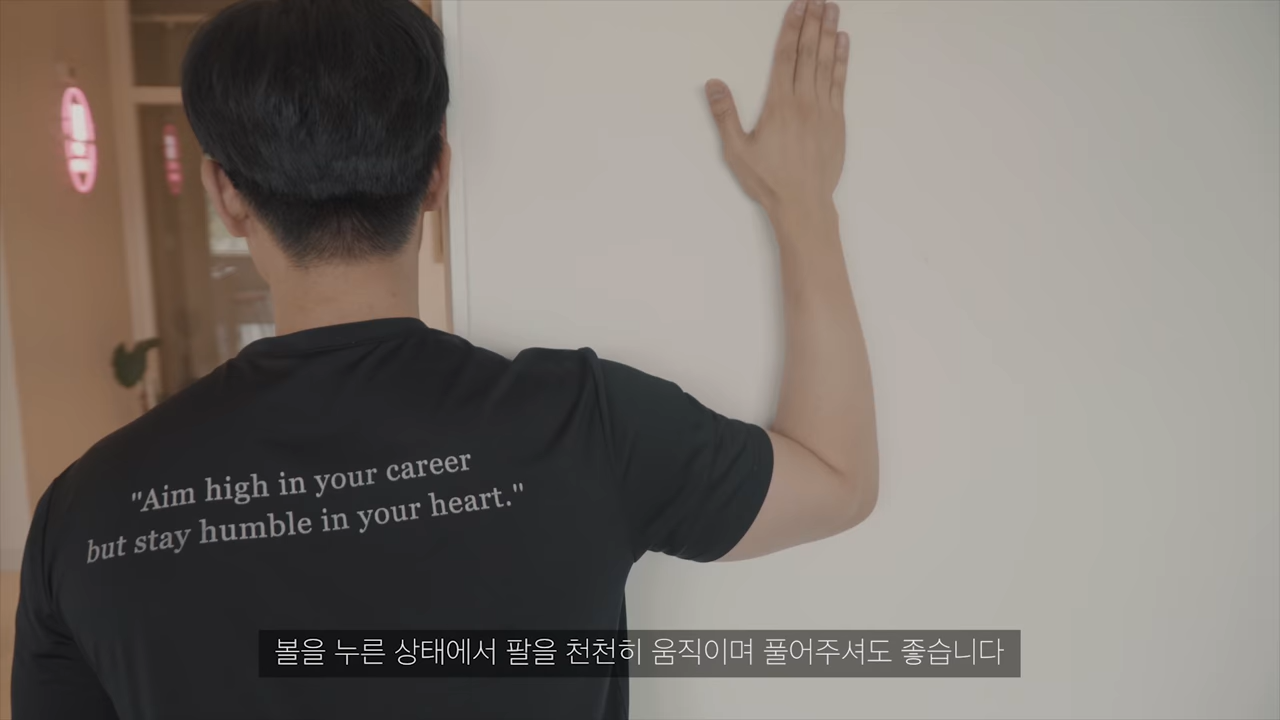 "Aim high in your career
but stay humble in your heart."
볼을 누른 상태에서 팔을 천천히 움직이며 풀어주셔도 좋습니다